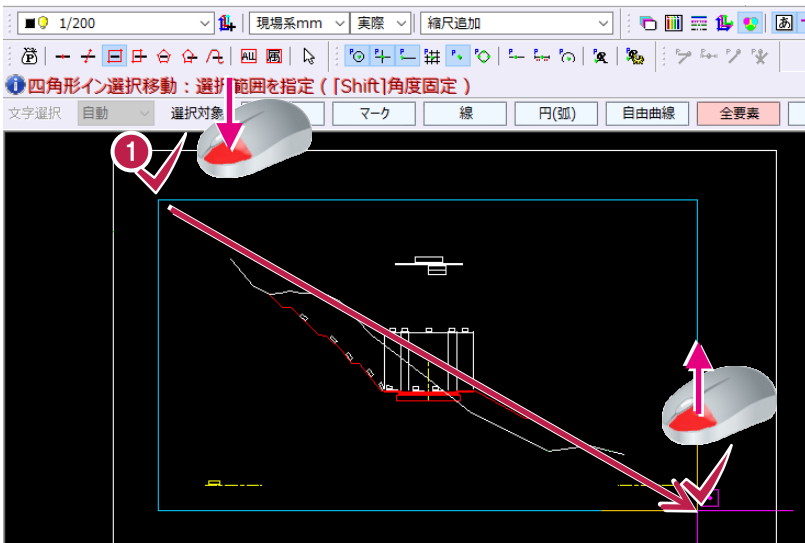 1/200 現場系mm 実際 縮尺追加 あ
P ALL 属
四角形イン選択移動：選択範囲を指定 ( [Shift]角度固定 )
文字選択 自動 選択対象 マーク 線 円(弧) 自由曲線 全要素
1